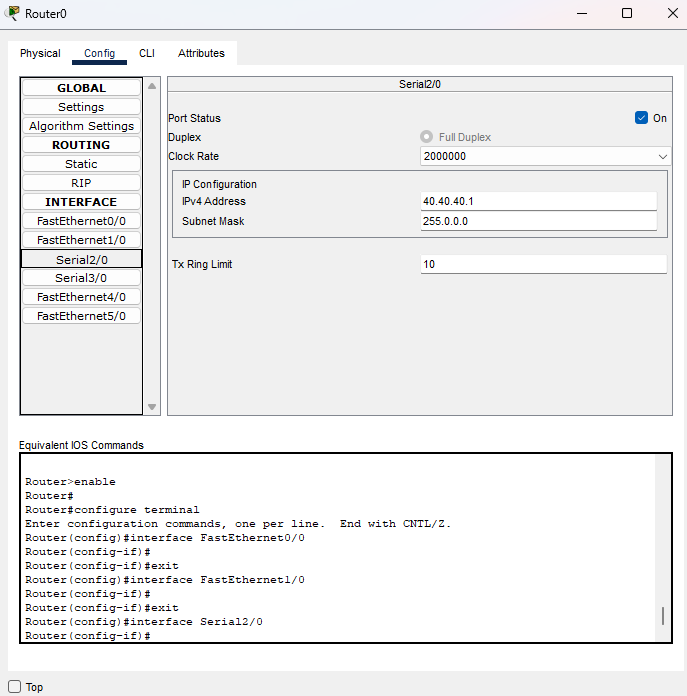 Router0
Physical Config CLI Attributes
GLOBAL
Settings
Algorithm Settings
ROUTING
Static
RIP
INTERFACE
FastEthernet0/0
FastEthernet1/0
Serial2/0
Serial3/0
FastEthernet4/0
FastEthernet5/0
Serial2/0
Port Status On
Duplex Full Duplex
Clock Rate 2000000
IP Configuration
IPv4 Address 40.40.40.1
Subnet Mask 255.0.0.0
Tx Ring Limit 10
Equivalent IOS Commands
Router>enable
Router#
Router#configure terminal
Enter configuration commands, one per line.  End with CNTL/Z.
Router(config)#interface FastEthernet0/0
Router(config-if)#
Router(config-if)#exit
Router(config)#interface FastEthernet1/0
Router(config-if)#
Router(config-if)#exit
Router(config)#interface Serial2/0
Router(config-if)#
Top